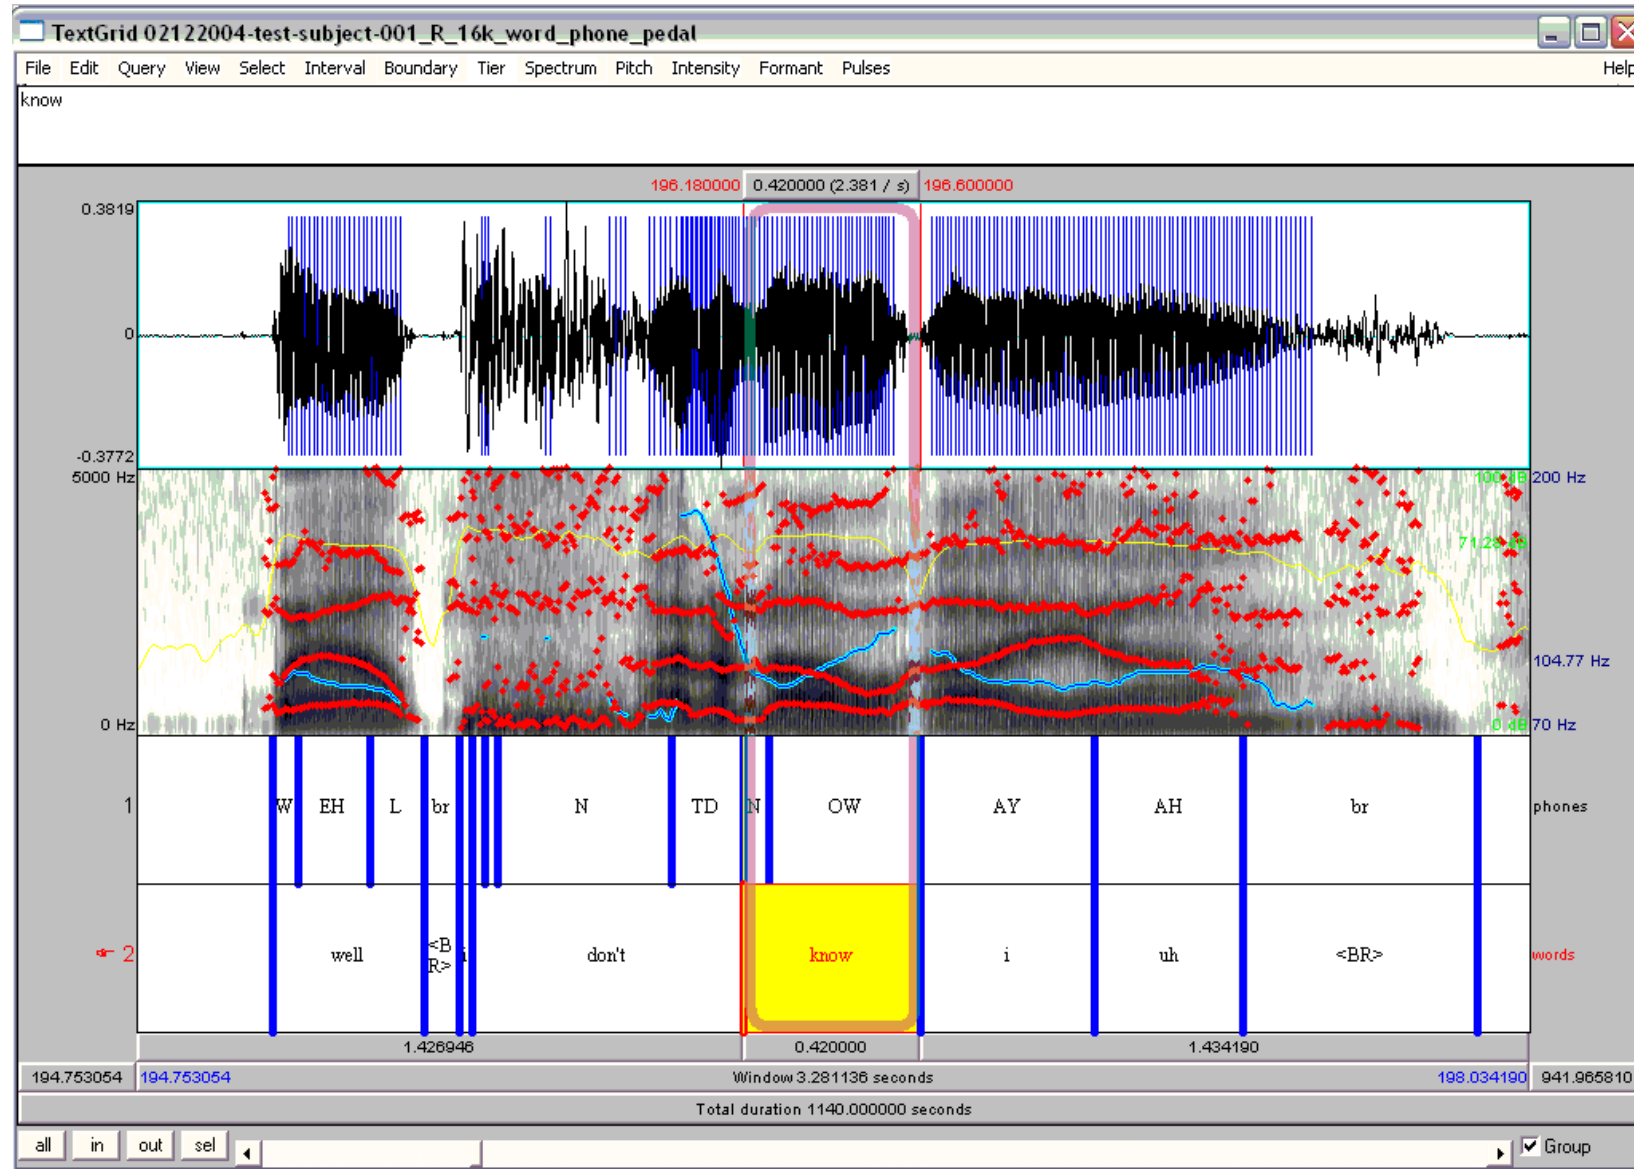 TextGrid 02122004-test-subject-001_R_16k_word_phone_pedal
File Edit Query View Select Interval Boundary Tier Spectrum Pitch Intensity Formant Pulses Help
know
196.180000 0.420000 (2.381 / s) 196.600000
0.3819
0
-0.3772
5000 Hz 100 dB 200 Hz
71.28 dB
104.77 Hz
0 Hz 0 dB 70 Hz
1 W EH L br N TD N OW AY AH br phones
2 well <BR> i don't know i uh <BR> words
1.426946 0.420000 1.434190
194.753054 194.753054 Window 3.281136 seconds 198.034190 941.965810
Total duration 1140.000000 seconds
all in out sel Group